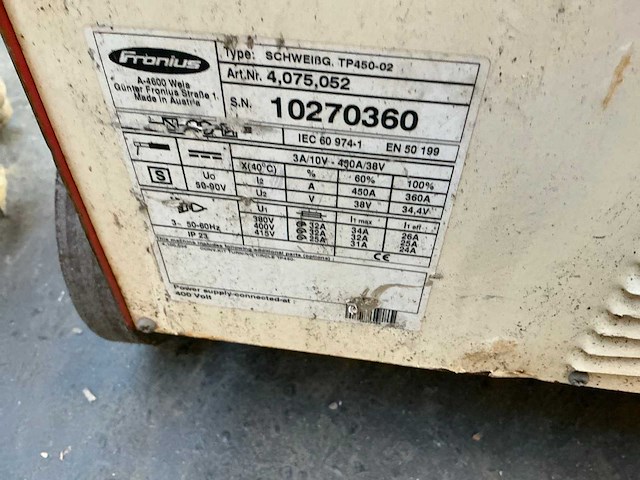 Fronius
A-4600 Wels
Günter Fronius Straße 1
Made in Austria
Type: SCHWEIßG. TP450-02
Art.Nr. 4,075,052
S.N. 10270360
IEC 60 974-1 EN 50 199
3A/10V - 450A/38V
X(40°C) % 60% 100%
S Uo 50-90V
I2 A 450A 360A
U2 V 38V 34,4V
U1 I1 max I1 eff
3~ 50-60Hz
380V 32A 34A 26A
400V 32A 32A 25A
415V 25A 31A 24A
IP 23
CE
Power supply connected at
400 Volt